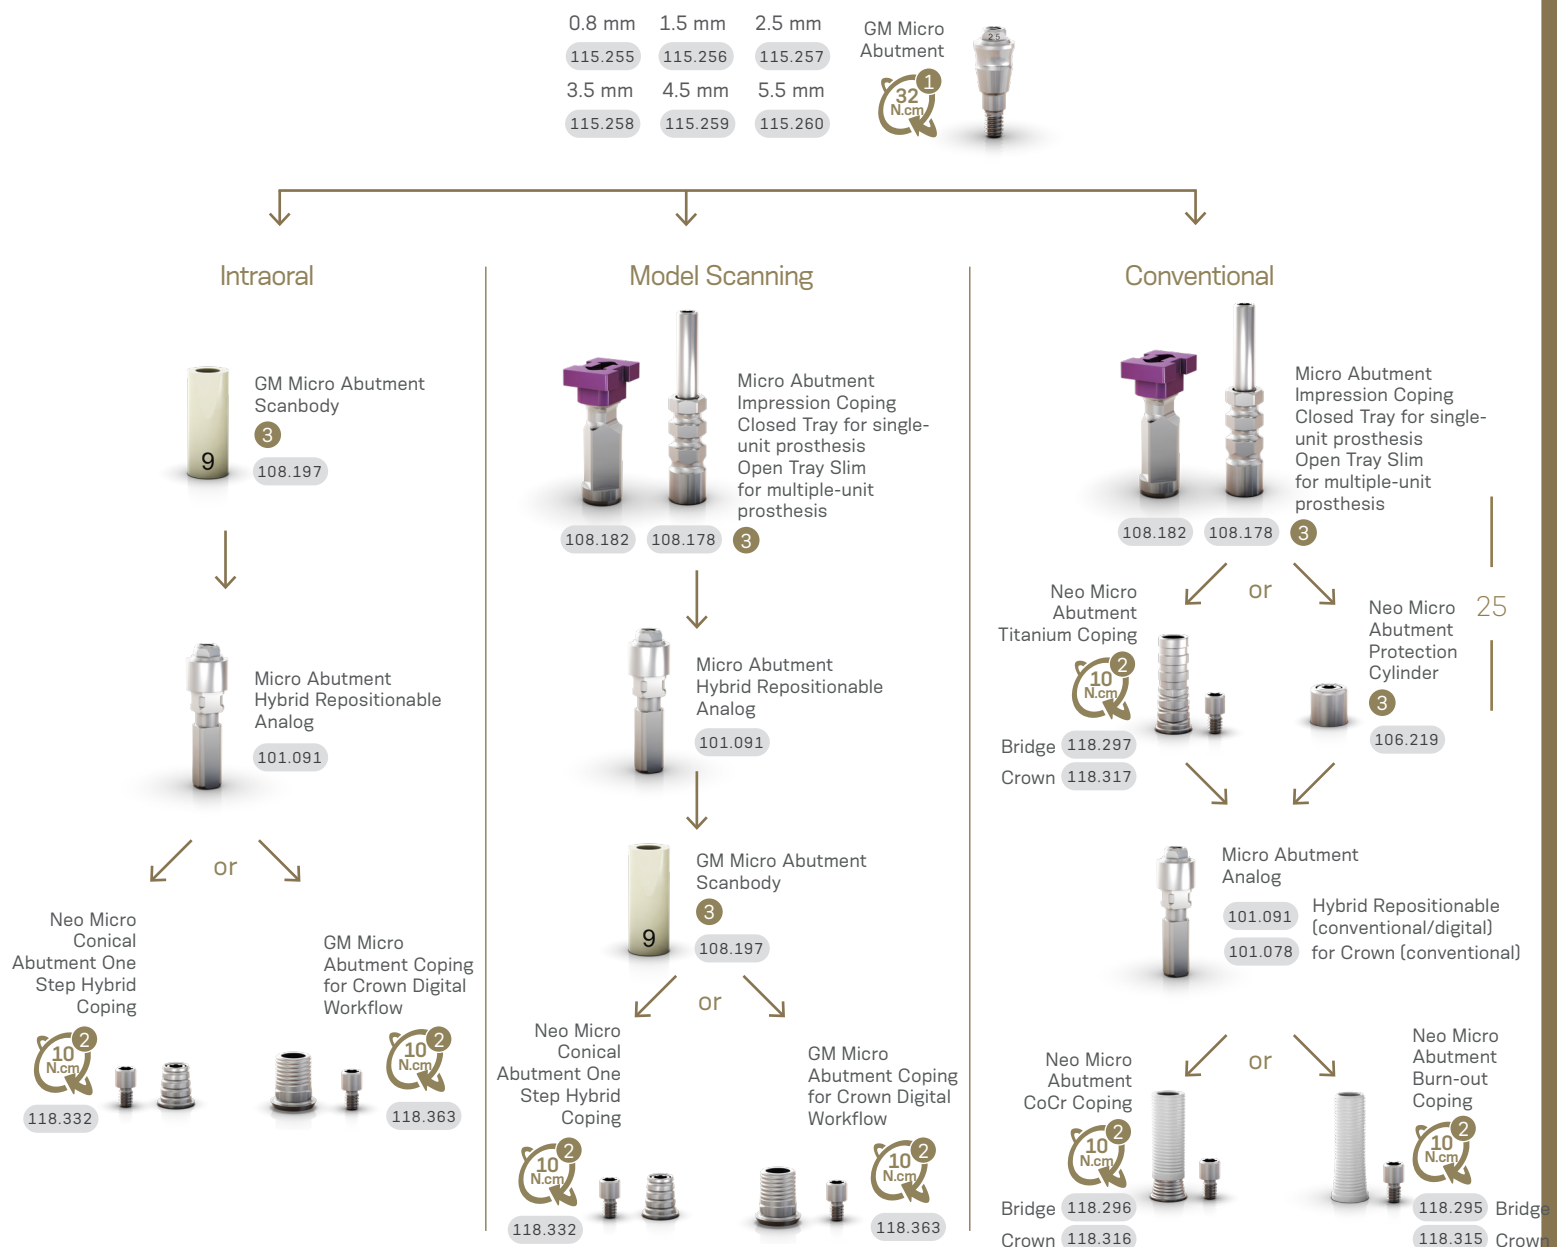 0.8 mm 1.5 mm 2.5 mm
115.255 115.256 115.257
3.5 mm 4.5 mm 5.5 mm
115.258 115.259 115.260
GM Micro
Abutment
32
N.cm
1
2.5
Intraoral
GM Micro Abutment
Scanbody
3
108.197
9
Micro Abutment
Hybrid Repositionable
Analog
101.091
or
Neo Micro
Conical
Abutment One
Step Hybrid
Coping
10
N.cm
2
118.332
GM Micro
Abutment Coping
for Crown Digital
Workflow
10
N.cm
2
118.363
Model Scanning
Micro Abutment
Impression Coping
Closed Tray for single-
unit prosthesis
Open Tray Slim
for multiple-unit
prosthesis
108.182 108.178 3
Micro Abutment
Hybrid Repositionable
Analog
101.091
GM Micro Abutment
Scanbody
3
108.197
9
or
Neo Micro
Conical
Abutment One
Step Hybrid
Coping
10
N.cm
2
118.332
GM Micro
Abutment Coping
for Crown Digital
Workflow
10
N.cm
2
118.363
Conventional
Micro Abutment
Impression Coping
Closed Tray for single-
unit prosthesis
Open Tray Slim
for multiple-unit
prosthesis
108.182 108.178 3
or
Neo Micro
Abutment
Titanium Coping
10
N.cm
2
Bridge 118.297
Crown 118.317
Neo Micro
Abutment
Protection
Cylinder
3
106.219
25
Micro Abutment
Analog
101.091 Hybrid Repositionable
(conventional/digital)
101.078 for Crown (conventional)
or
Neo Micro
Abutment
CoCr Coping
10
N.cm
2
Bridge 118.296
Crown 118.316
Neo Micro
Abutment
Burn-out
Coping
10
N.cm
2
118.295 Bridge
118.315 Crown